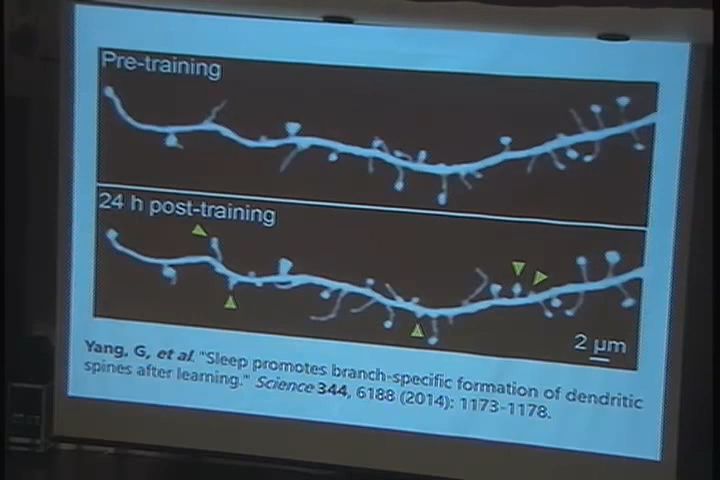 Pre-training
24 h post-training
2 µm
Yang, G, et al. "Sleep promotes branch-specific formation of dendritic
spines after learning." Science 344, 6188 (2014): 1173-1178.